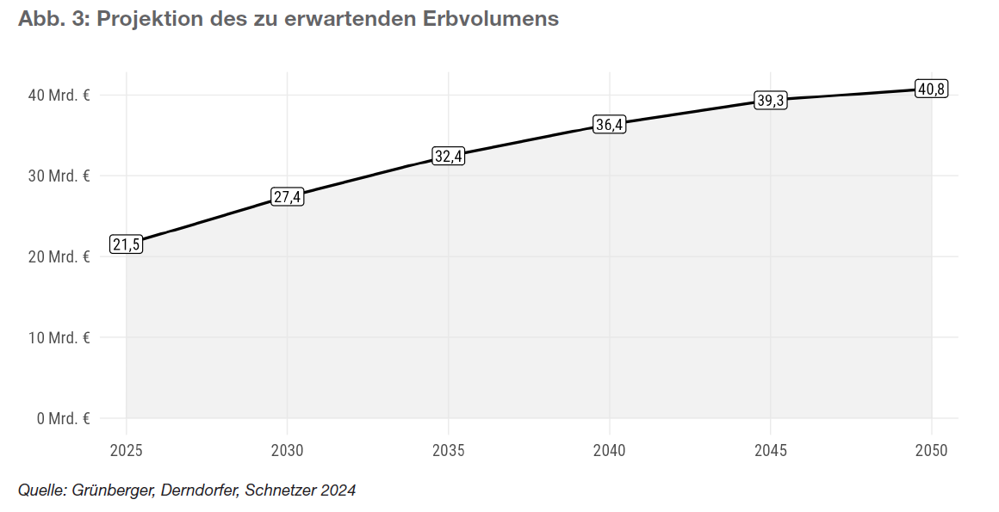 Abb. 3: Projektion des zu erwartenden Erbvolumens
40 Mrd. €
30 Mrd. €
20 Mrd. €
10 Mrd. €
0 Mrd. €
21,5
27,4
32,4
36,4
39,3
40,8
2025 2030 2035 2040 2045 2050
Quelle: Grünberger, Derndorfer, Schnetzer 2024